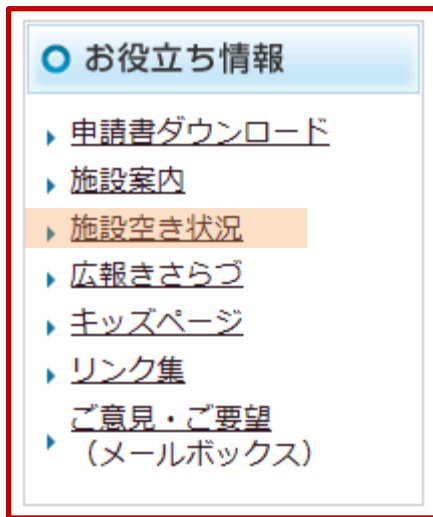 お役立ち情報
申請書ダウンロード
施設案内
施設空き状況
広報きさらづ
キッズページ
リンク集
ご意見・ご要望
（メールボックス）